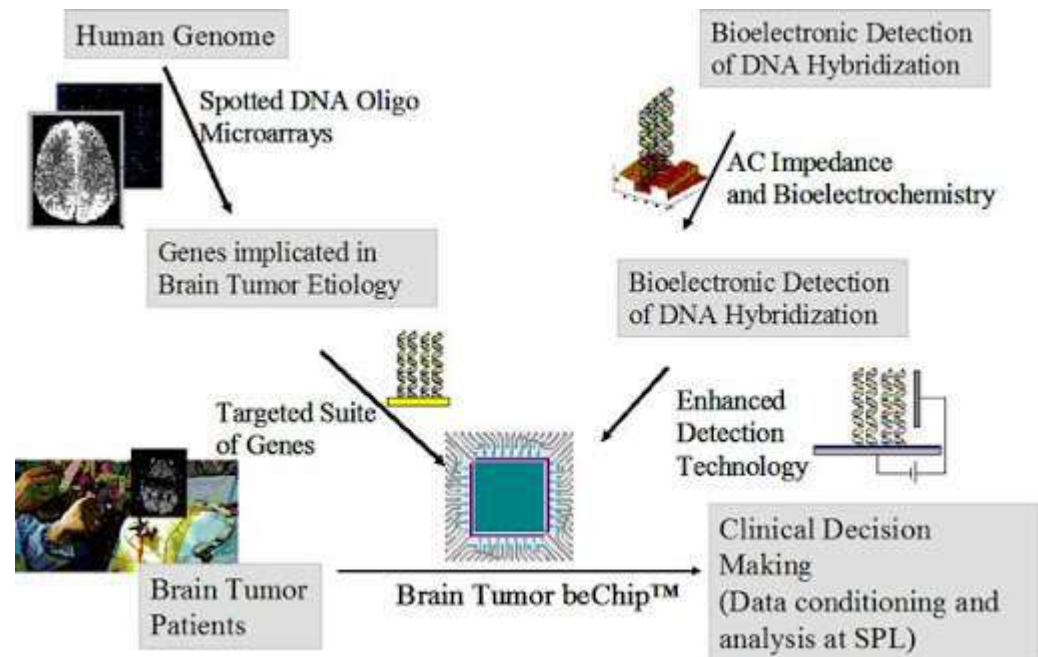 Human Genome
Spotted DNA Oligo
Microarrays
Genes implicated in
Brain Tumor Etiology
Targeted Suite
of Genes
Bioelectronic Detection
of DNA Hybridization
AC Impedance
and Bioelectrochemistry
Bioelectronic Detection
of DNA Hybridization
Enhanced
Detection
Technology
Brain Tumor
Patients
Brain Tumor beChip™
Clinical Decision
Making
(Data conditioning and
analysis at SPL)